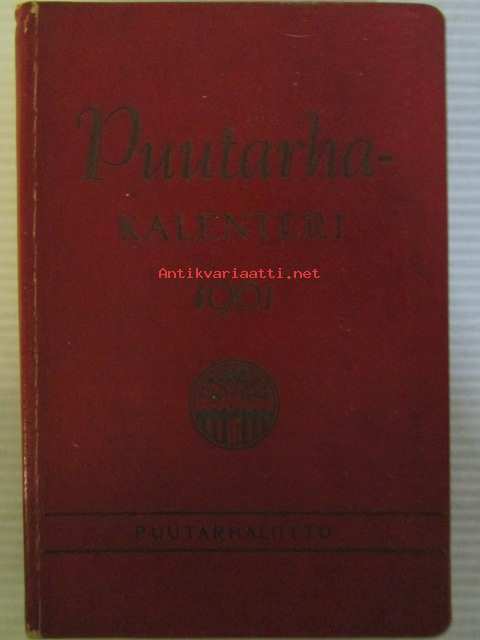 Puutarha-
KALENTERI
Antikvariaatti.net
1961
PUUTARHALIITTO